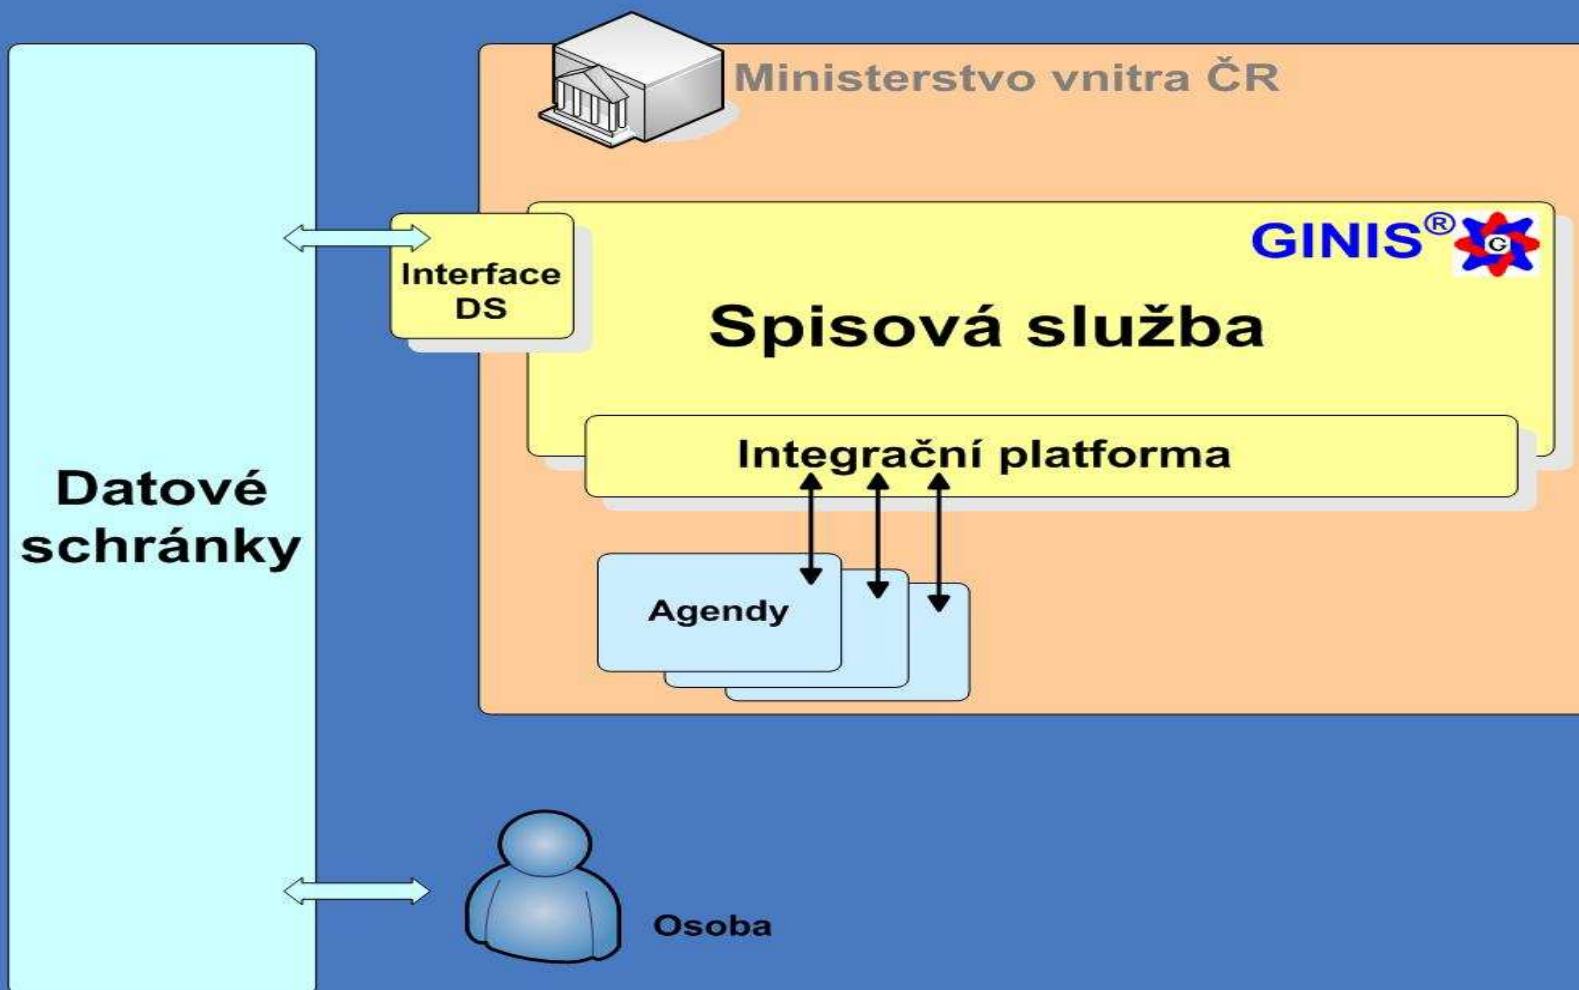 Ministerstvo vnitra ČR
GINIS® G
Interface
DS
Spisová služba
Integrační platforma
Datové
schránky
Agendy
Osoba